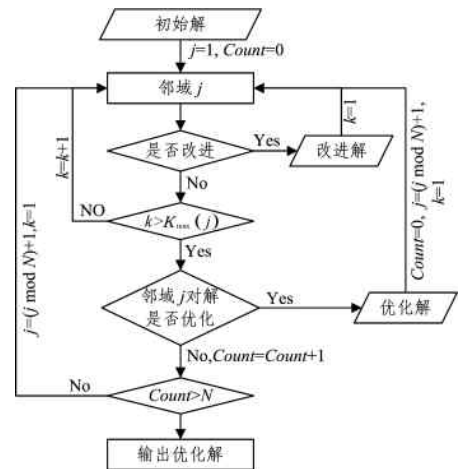 初始解
j=1, Count=0
邻域 j
是否改进
Yes
改进解
k=1
k=k+1
No
NO
k>Kmax(j)
Yes
邻域 j对解
是否优化
Yes
优化解
Count=0, j=(j mod N)+1,
k=1
j=(j mod N)+1,k=1
No,Count=Count+1
No
Count>N
输出优化解